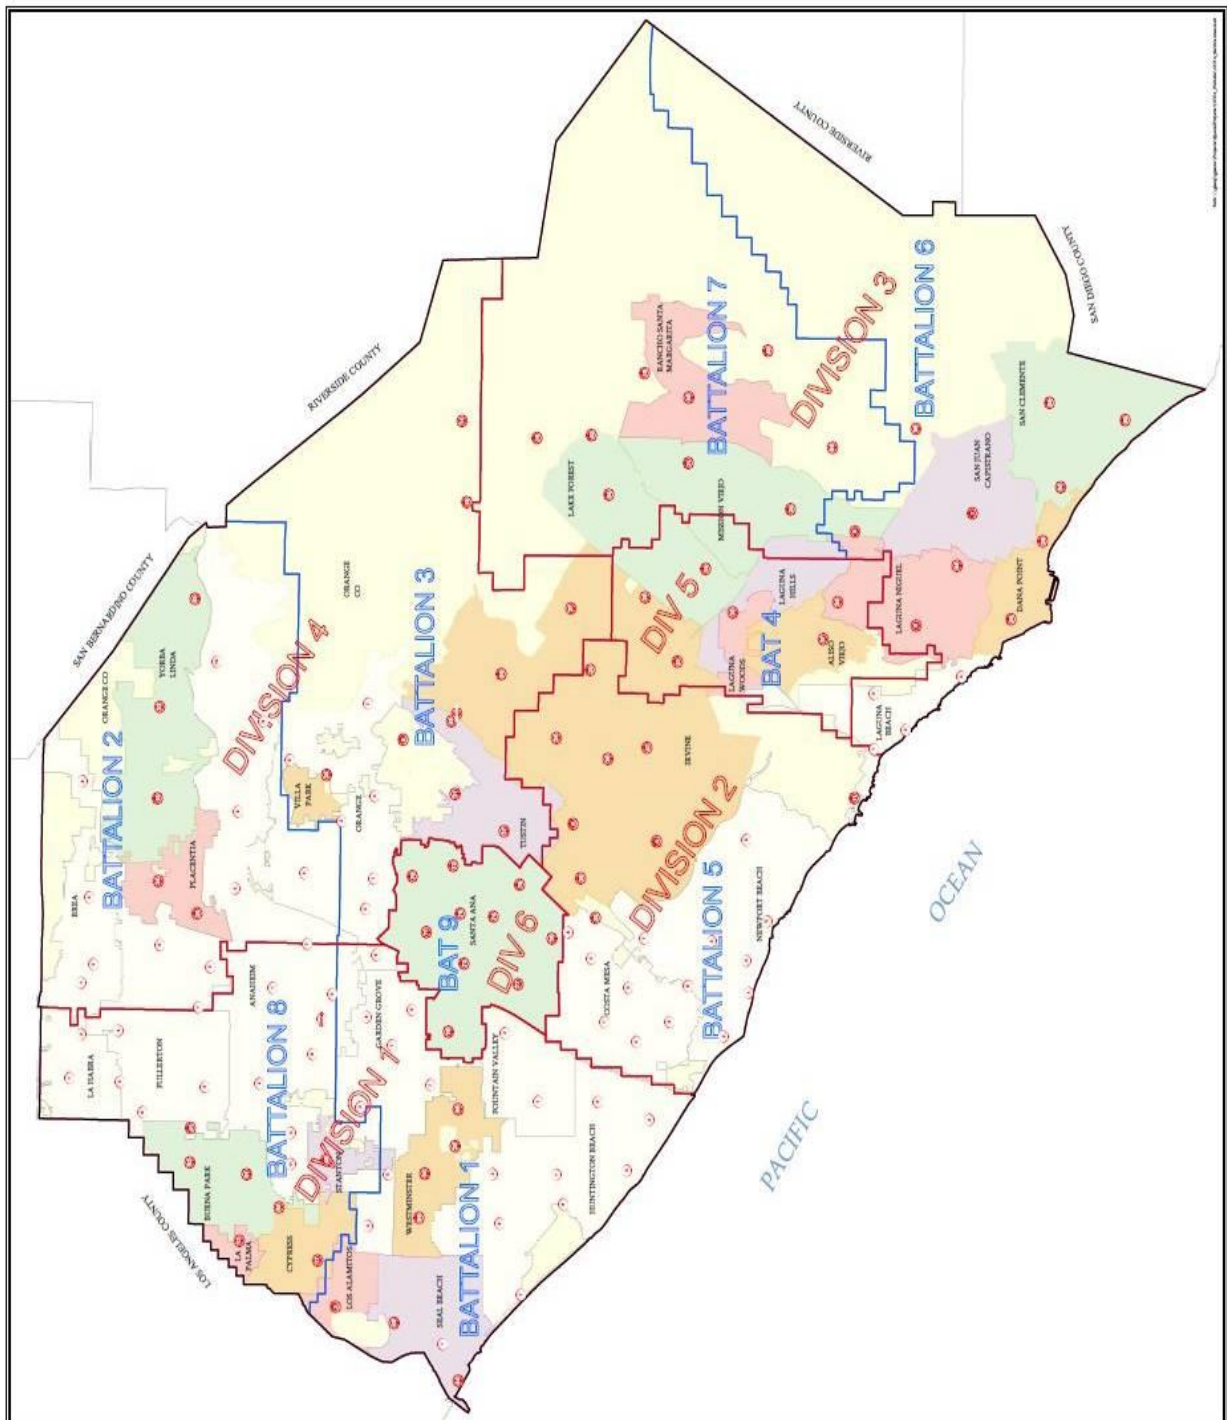 RIVERSIDE COUNTY
SAN DIEGO COUNTY
BATTALION 6
BATTALION 7
DIVISION 3
RANCHO SANTA
MARGARITA
SAN CLEMENTE
SAN JUAN
CAPISTRANO
RIVERSIDE COUNTY
LAKE FOREST
MISSION VIEJO
DIV 5
LAGUNA
HILLS
LAGUNA NIGUEL
DANA POINT
BAT 4
LAGUNA
WOODS
ALISO
VIEJO
LAGUNA
BEACH
SAN BERNARDINO COUNTY
ORANGE
CO
BATTALION 3
YORBA
LINDA
ORANGE CO
DIVISION 4
BATTALION 2
VILLA
PARK
ORANGE
TUSTIN
IRVINE
DIVISION 2
BATTALION 5
NEWPORT BEACH
PLACENTIA
BREA
SANTA ANA
BAT 9
DIV 6
COSTA MESA
ANAHEIM
BATTALION 8
GARDEN GROVE
DIVISION 1
FULLERTON
LA HABRA
FOUNTAIN VALLEY
STANTON
BUENA PARK
WESTMINSTER
HUNTINGTON BEACH
BATTALION 1
LA
PALMA
CYPRESS
LOS ALAMITOS
SEAL BEACH
LOS ANGELES COUNTY
PACIFIC
OCEAN